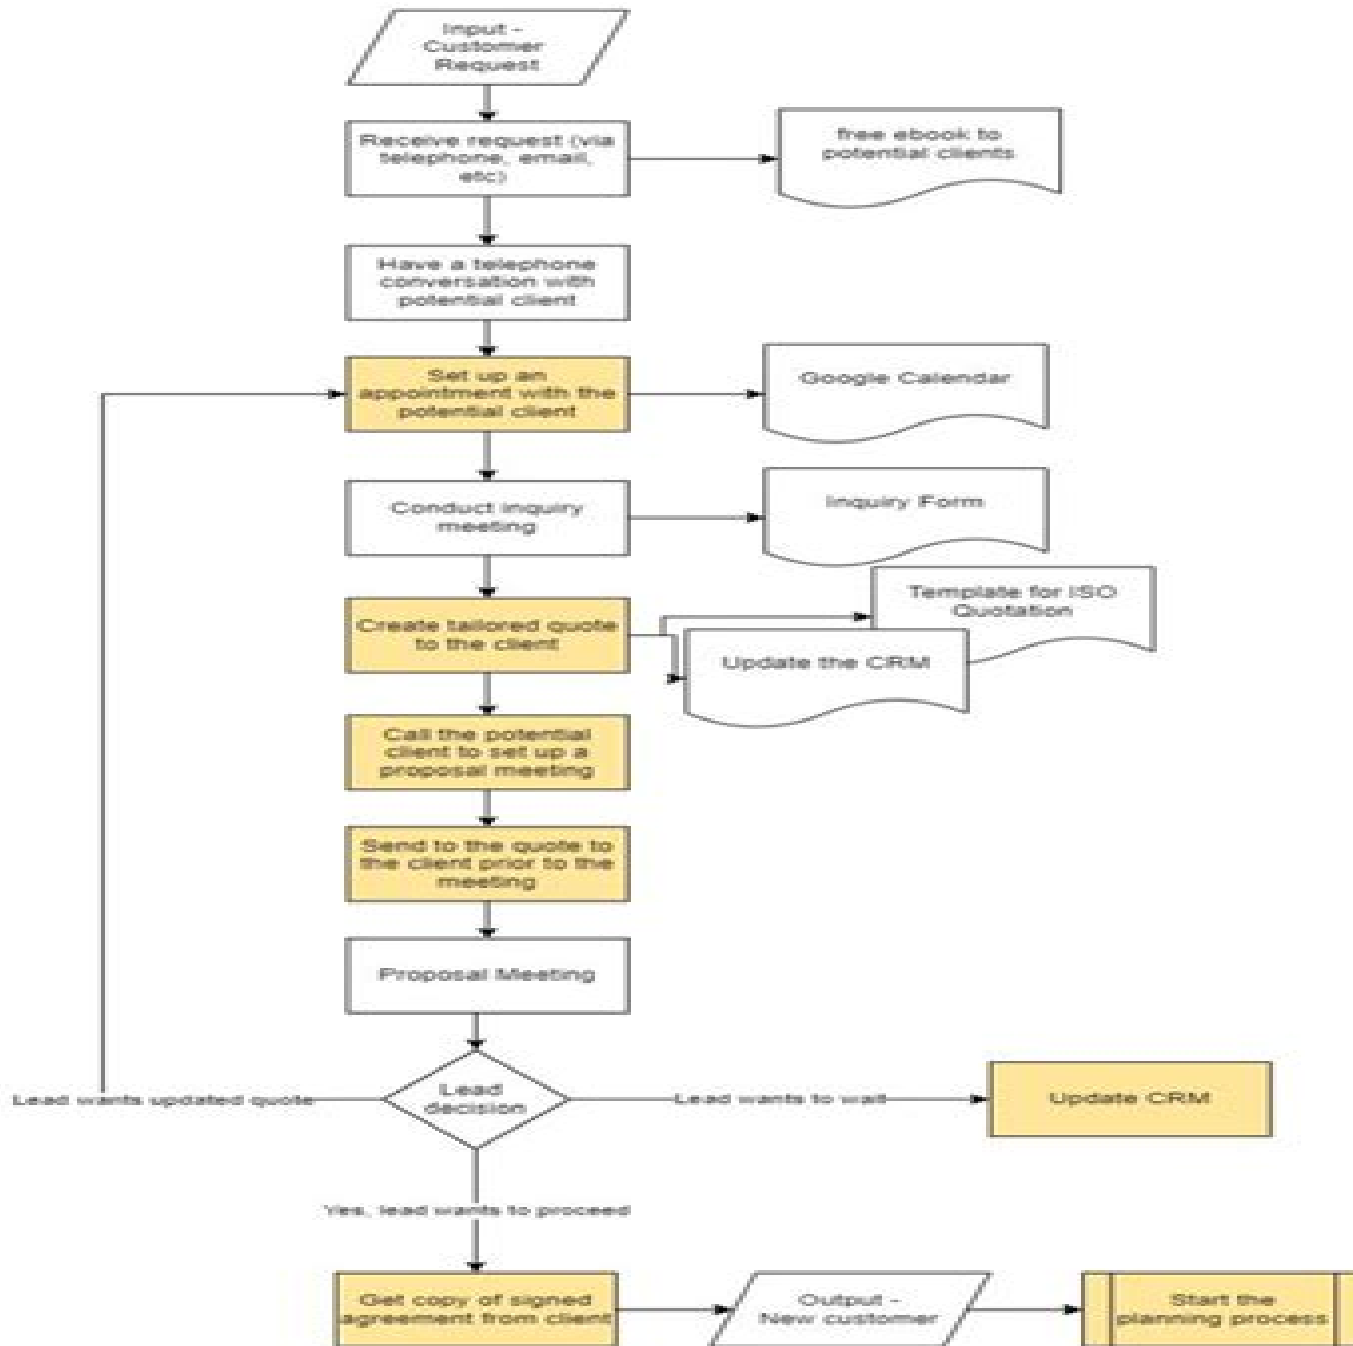 Input -
Customer
Request
Receive request (via
telephone, email,
etc)
free ebook to
potential clients
Have a telephone
conversation with
potential client
Set up an
appointment with the
potential client
Google Calendar
Conduct inquiry
meeting
Inquiry Form
Create tailored quote
to the client
Template for ISO
Quotation
Update the CRM
Call the potential
client to set up a
proposal meeting
Send to the quote to
the client prior to the
meeting
Proposal Meeting
Lead
decision
Lead wants updated quote
Lead wants to wait
Update CRM
Yes, lead wants to proceed
Get copy of signed
agreement from client
Output -
New customer
Start the
planning process